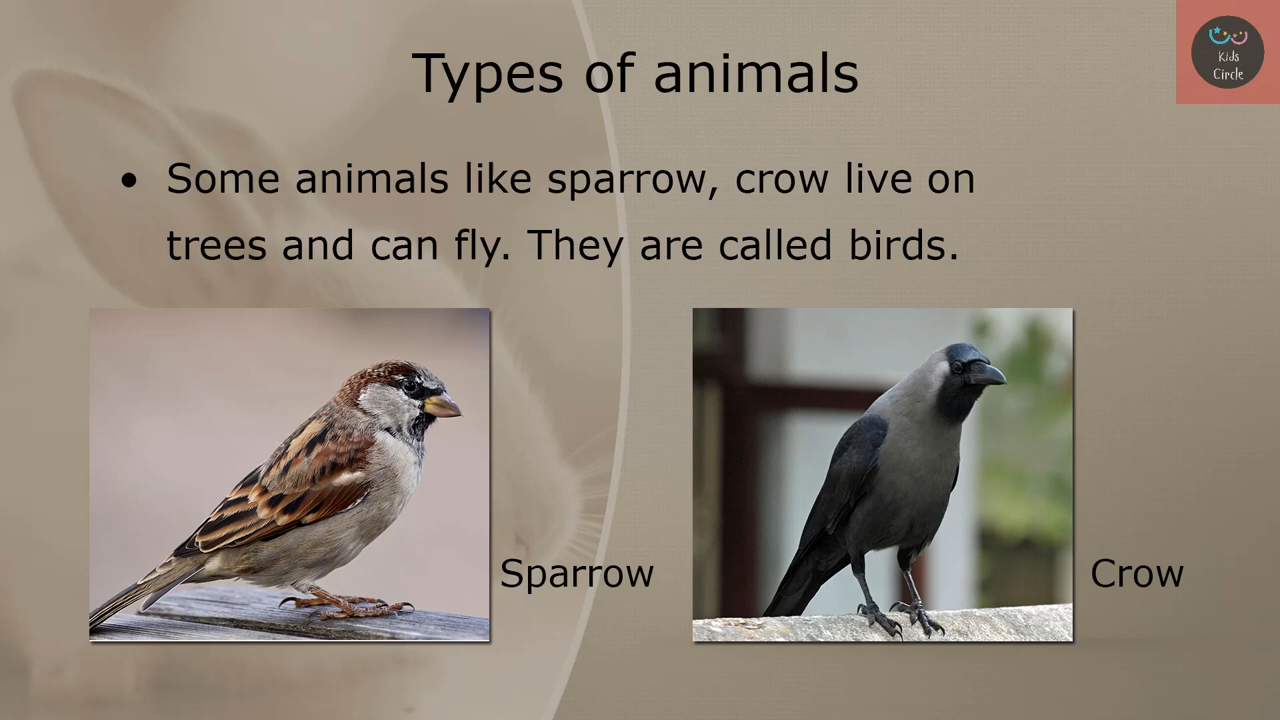 Types of animals
Kids
Circle
• Some animals like sparrow, crow live on
trees and can fly. They are called birds.
Sparrow
Crow